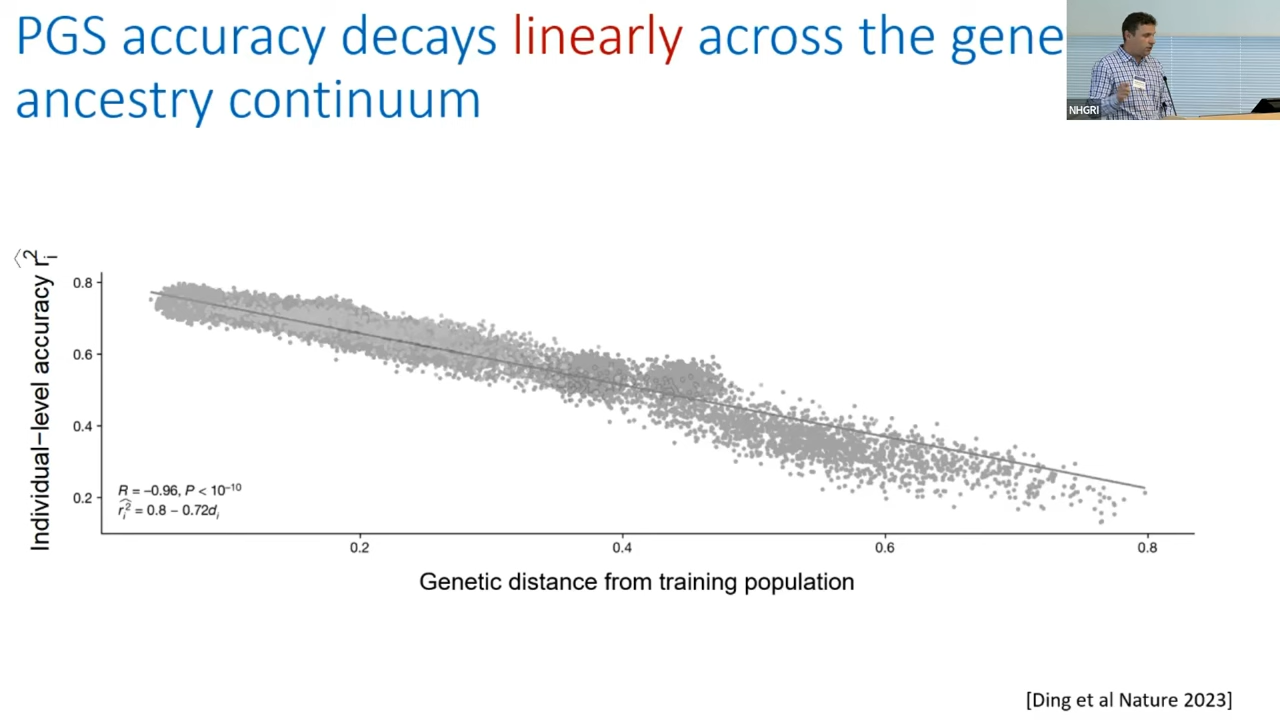 PGS accuracy decays linearly across the gene
ancestry continuum
NHGRI
Individual-level accuracy r̂ᵢ²
0.8
0.6
0.4
0.2
R = −0.96, P < 10⁻¹⁰
r̂ᵢ² = 0.8 − 0.72dᵢ
0.2 0.4 0.6 0.8
Genetic distance from training population
[Ding et al Nature 2023]